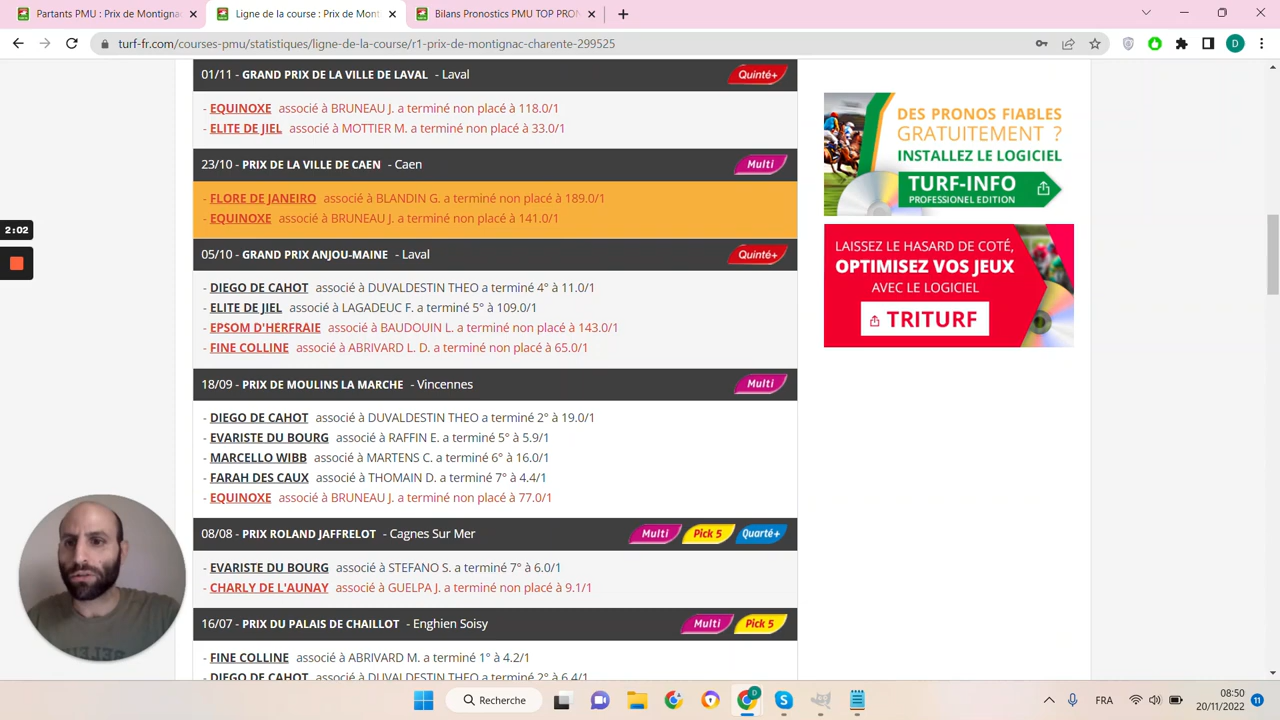 Partants PMU : Prix de Montignac
Ligne de la course : Prix de Mont
Bilans Pronostics PMU TOP PRON
turf-fr.com/courses-pmu/statistiques/ligne-de-la-course/r1-prix-de-montignac-charente-299525
D
01/11 - GRAND PRIX DE LA VILLE DE LAVAL - Laval Quinté+
- EQUINOXE associé à BRUNEAU J. a terminé non placé à 118.0/1
- ELITE DE JIEL associé à MOTTIER M. a terminé non placé à 33.0/1
23/10 - PRIX DE LA VILLE DE CAEN - Caen Multi
- FLORE DE JANEIRO associé à BLANDIN G. a terminé non placé à 189.0/1
- EQUINOXE associé à BRUNEAU J. a terminé non placé à 141.0/1
05/10 - GRAND PRIX ANJOU-MAINE - Laval Quinté+
- DIEGO DE CAHOT associé à DUVALDESTIN THEO a terminé 4° à 11.0/1
- ELITE DE JIEL associé à LAGADEUC F. a terminé 5° à 109.0/1
- EPSOM D'HERFRAIE associé à BAUDOUIN L. a terminé non placé à 143.0/1
- FINE COLLINE associé à ABRIVARD L. D. a terminé non placé à 65.0/1
18/09 - PRIX DE MOULINS LA MARCHE - Vincennes Multi
- DIEGO DE CAHOT associé à DUVALDESTIN THEO a terminé 2° à 19.0/1
- EVARISTE DU BOURG associé à RAFFIN E. a terminé 5° à 5.9/1
- MARCELLO WIBB associé à MARTENS C. a terminé 6° à 16.0/1
- FARAH DES CAUX associé à THOMAIN D. a terminé 7° à 4.4/1
- EQUINOXE associé à BRUNEAU J. a terminé non placé à 77.0/1
08/08 - PRIX ROLAND JAFFRELOT - Cagnes Sur Mer Multi Pick 5 Quarté+
- EVARISTE DU BOURG associé à STEFANO S. a terminé 7° à 6.0/1
- CHARLY DE L'AUNAY associé à GUELPA J. a terminé non placé à 9.1/1
16/07 - PRIX DU PALAIS DE CHAILLOT - Enghien Soisy Multi Pick 5
- FINE COLLINE associé à ABRIVARD M. a terminé 1° à 4.2/1
- DIEGO DE CAHOT associé à DUVALDESTIN THEO a terminé 2° à 6.4/1
DES PRONOS FIABLES
GRATUITEMENT ?
INSTALLEZ LE LOGICIEL
TURF-INFO
PROFESSIONEL EDITION
LAISSEZ LE HASARD DE COTÉ,
OPTIMISEZ VOS JEUX
AVEC LE LOGICIEL
TRITURF
2:02
Recherche
D
FRA
08:50
20/11/2022
11